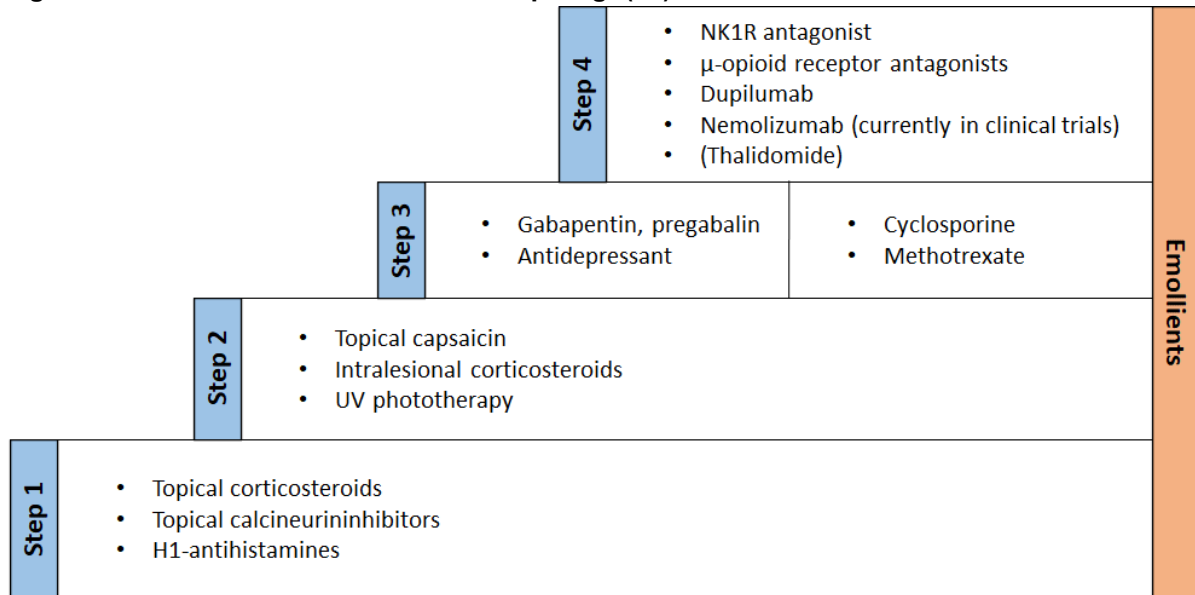 Step 4
• NK1R antagonist
• µ-opioid receptor antagonists
• Dupilumab
• Nemolizumab (currently in clinical trials)
• (Thalidomide)
Step 3
• Gabapentin, pregabalin
• Antidepressant
• Cyclosporine
• Methotrexate
Step 2
• Topical capsaicin
• Intralesional corticosteroids
• UV phototherapy
Step 1
• Topical corticosteroids
• Topical calcineurininhibitors
• H1-antihistamines
Emollients